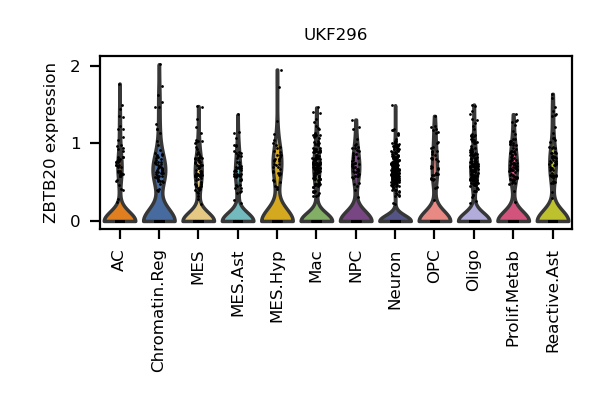 UKF296
ZBTB20 expression
2
1
0
AC
Chromatin.Reg
MES
MES.Ast
MES.Hyp
Mac
NPC
Neuron
OPC
Oligo
Prolif.Metab
Reactive.Ast